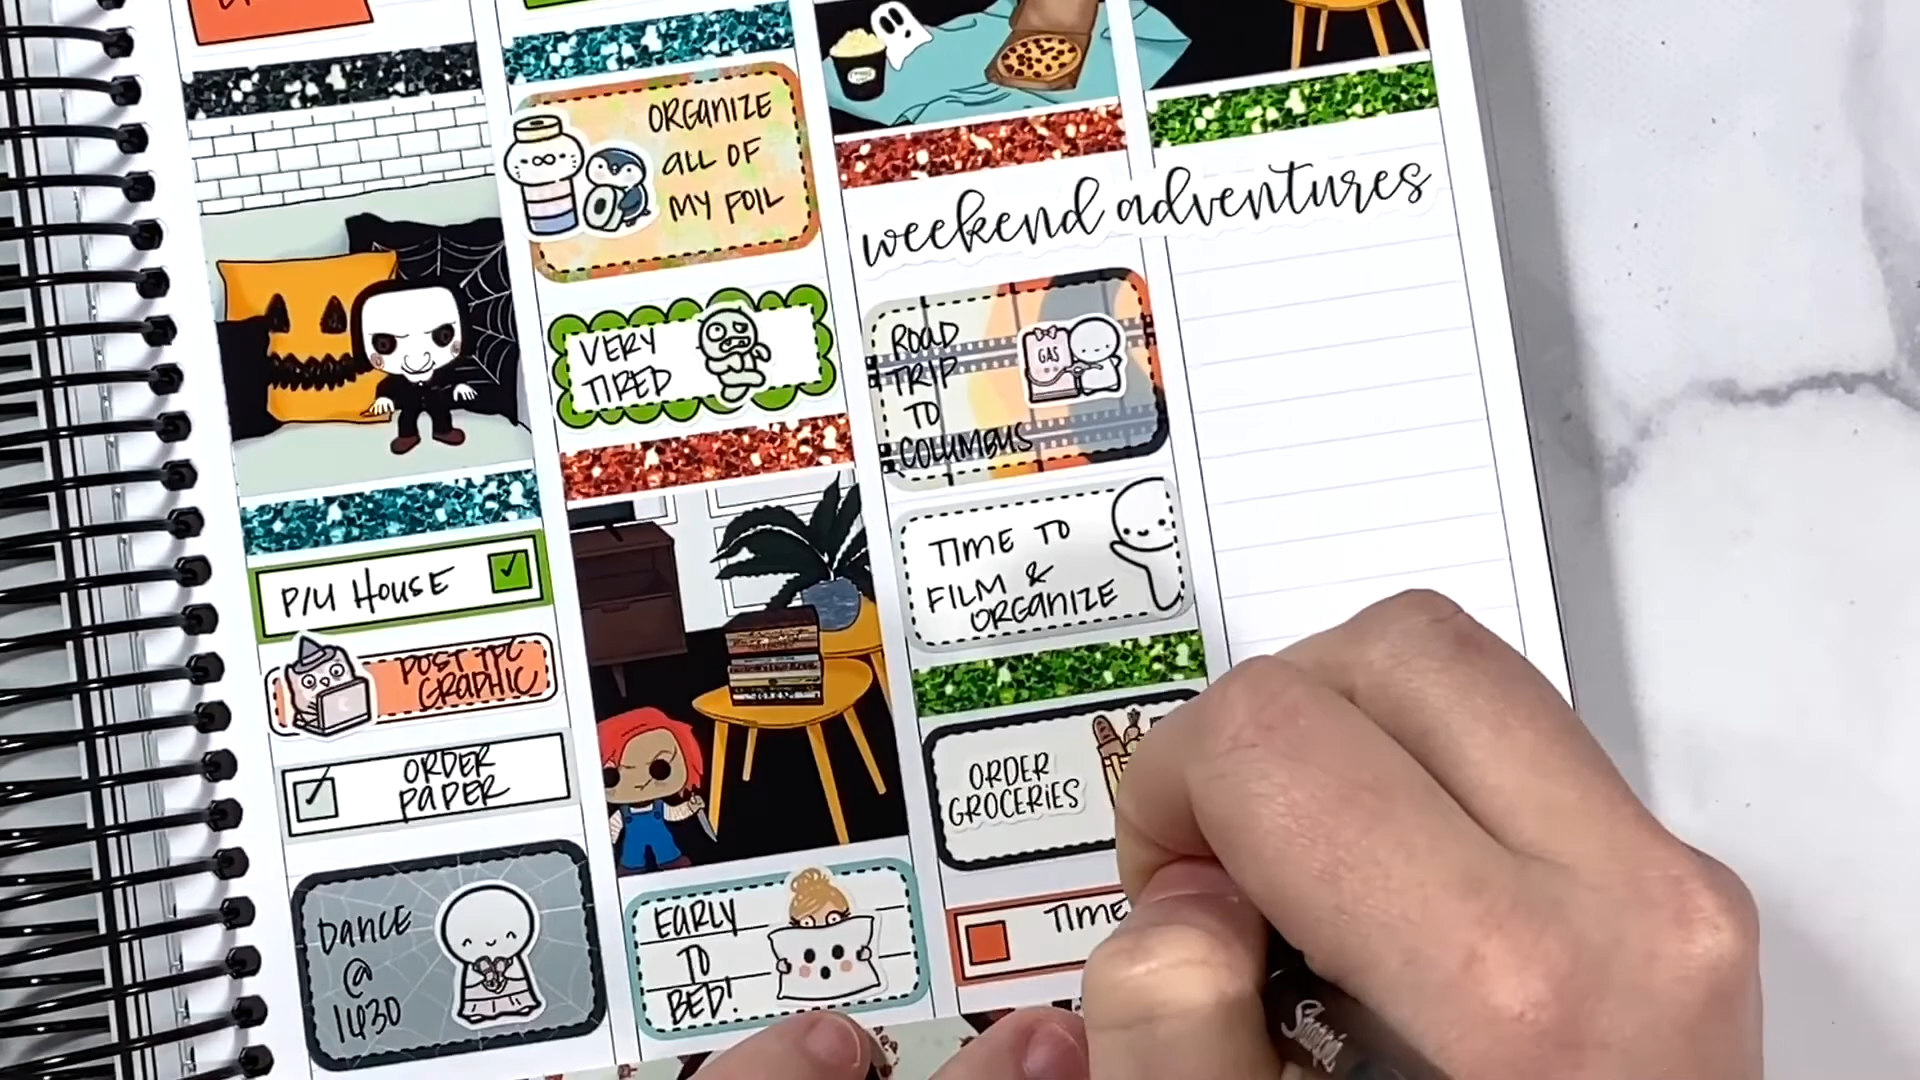 ORGANIZE
ALL OF
MY FOIL
VERY
TIRED
P/U HOUSE
POST TPC
GRAPHIC
ORDER
PAPER
DANCE
@
EARLY
TO
BED!
weekend adventures
ROAD
TRIP
TO
COLUMBUS
GAS
TIME TO
FILM &
ORGANIZE
ORDER
GROCERIES
TIME
Sharpie